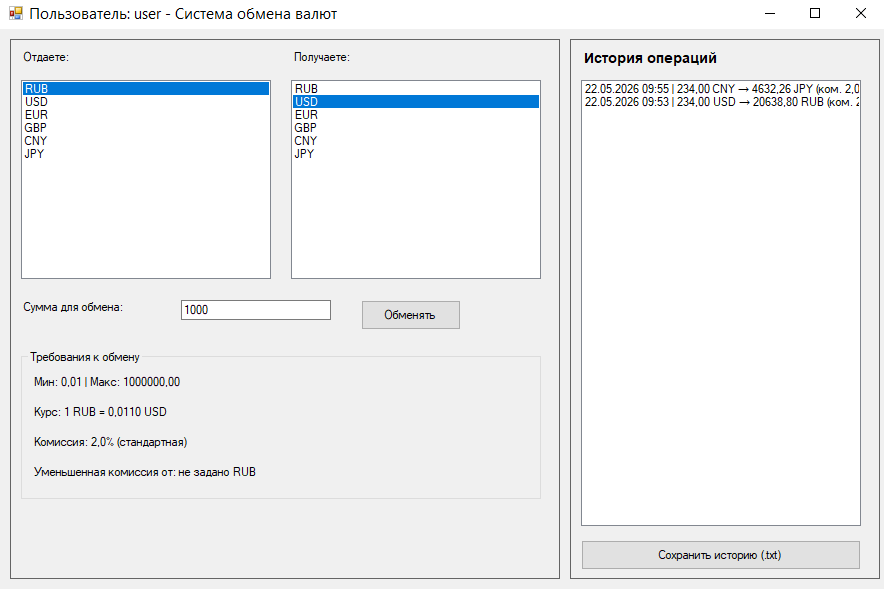 Пользователь: user - Система обмена валют
Отдаете:
RUB
USD
EUR
GBP
CNY
JPY
Получаете:
RUB
USD
EUR
GBP
CNY
JPY
Сумма для обмена:
1000
Обменять
Требования к обмену
Мин: 0,01 | Макс: 1000000,00
Курс: 1 RUB = 0,0110 USD
Комиссия: 2,0% (стандартная)
Уменьшенная комиссия от: не задано RUB
История операций
22.05.2026 09:55 | 234,00 CNY → 4632,26 JPY (ком. 2,0
22.05.2026 09:53 | 234,00 USD → 20638,80 RUB (ком. 2
Сохранить историю (.txt)